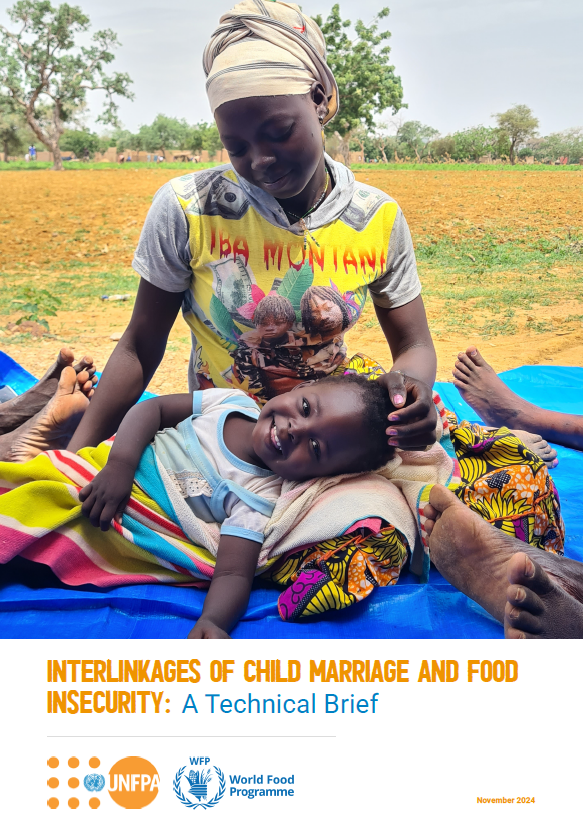 IBA MONTANA
INTERLINKAGES OF CHILD MARRIAGE AND FOOD
INSECURITY: A Technical Brief
UNFPA
WFP
World Food
Programme
November 2024